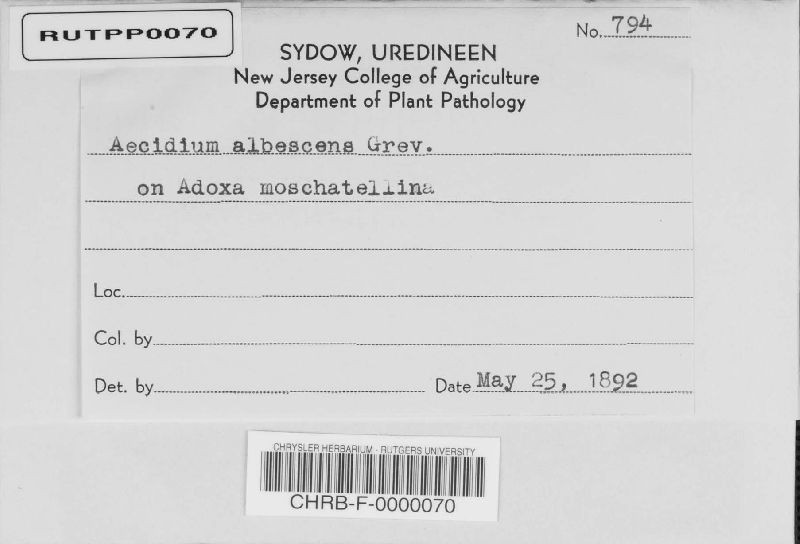 RUTPP0070
No. 794
SYDOW, UREDINEEN
New Jersey College of Agriculture
Department of Plant Pathology
Aecidium albescens Grev.
on Adoxa moschatellina
Loc.
Col. by
Det. by
Date May 25, 1892
CHRYSLER HERBARIUM - RUTGERS UNIVERSITY
CHRB-F-0000070